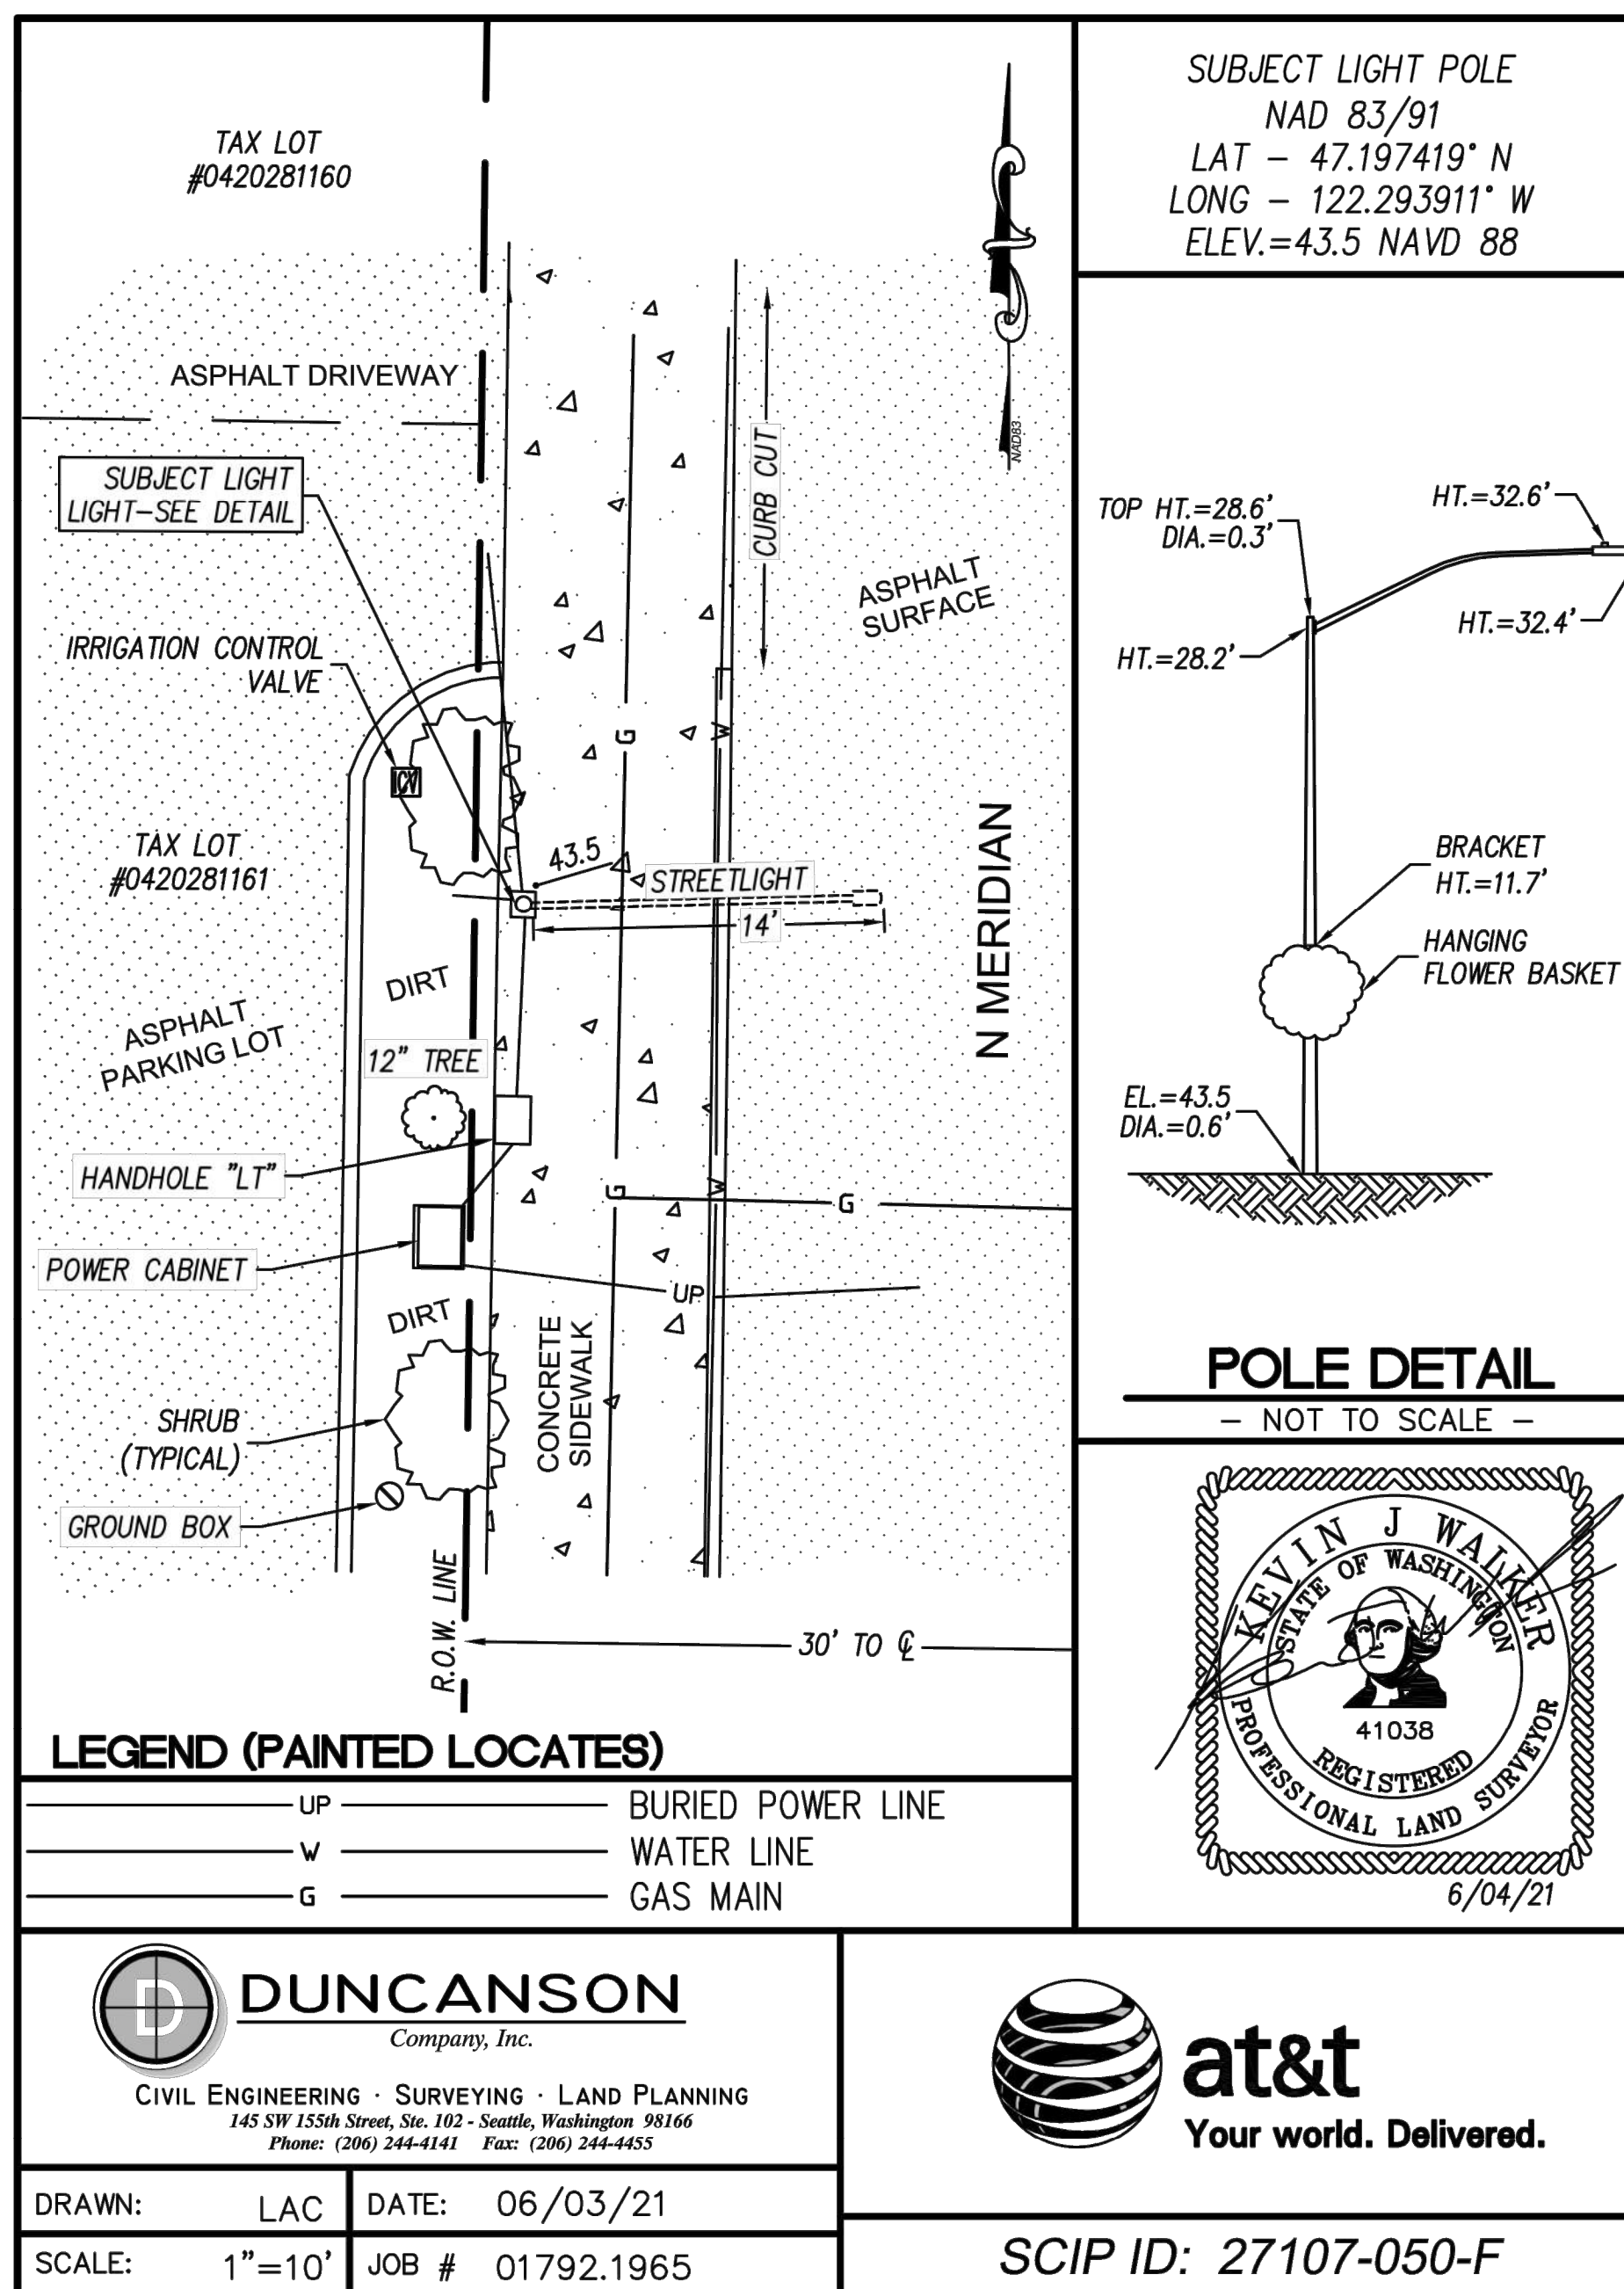 TAX LOT
#0420281160
ASPHALT DRIVEWAY
SUBJECT LIGHT
LIGHT-SEE DETAIL
IRRIGATION CONTROL
VALVE
ICV
TAX LOT
#0420281161
ASPHALT
PARKING LOT
DIRT
12" TREE
HANDHOLE "LT"
POWER CABINET
DIRT
SHRUB
(TYPICAL)
GROUND BOX
R.O.W. LINE
CONCRETE
SIDEWALK
CURB CUT
ASPHALT
SURFACE
G
W
43.5
STREETLIGHT
14'
N MERIDIAN
G
W
G
UP
30' TO ℄
NAD83
SUBJECT LIGHT POLE
NAD 83/91
LAT - 47.197419° N
LONG - 122.293911° W
ELEV.=43.5 NAVD 88
TOP HT.=28.6'
DIA.=0.3'
HT.=32.6'
HT.=32.4'
HT.=28.2'
BRACKET
HT.=11.7'
HANGING
FLOWER BASKET
EL.=43.5
DIA.=0.6'
POLE DETAIL
- NOT TO SCALE -
KEVIN J WALKER
STATE OF WASHINGTON
41038
REGISTERED
PROFESSIONAL LAND SURVEYOR
6/04/21
LEGEND (PAINTED LOCATES)
UP BURIED POWER LINE
W WATER LINE
G GAS MAIN
D
DUNCANSON
Company, Inc.
CIVIL ENGINEERING · SURVEYING · LAND PLANNING
145 SW 155th Street, Ste. 102 - Seattle, Washington 98166
Phone: (206) 244-4141 Fax: (206) 244-4455
DRAWN: LAC DATE: 06/03/21
SCALE: 1"=10' JOB # 01792.1965
at&t
Your world. Delivered.
SCIP ID: 27107-050-F